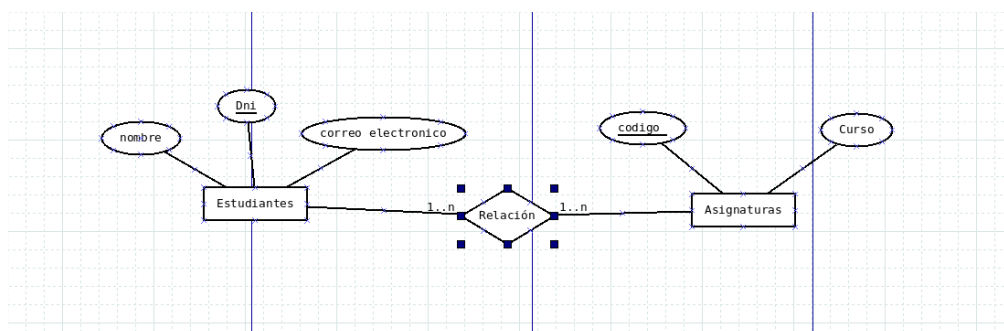 Dni
nombre
correo electronico
codigo
Curso
Estudiantes
1..n
Relación
1..n
Asignaturas